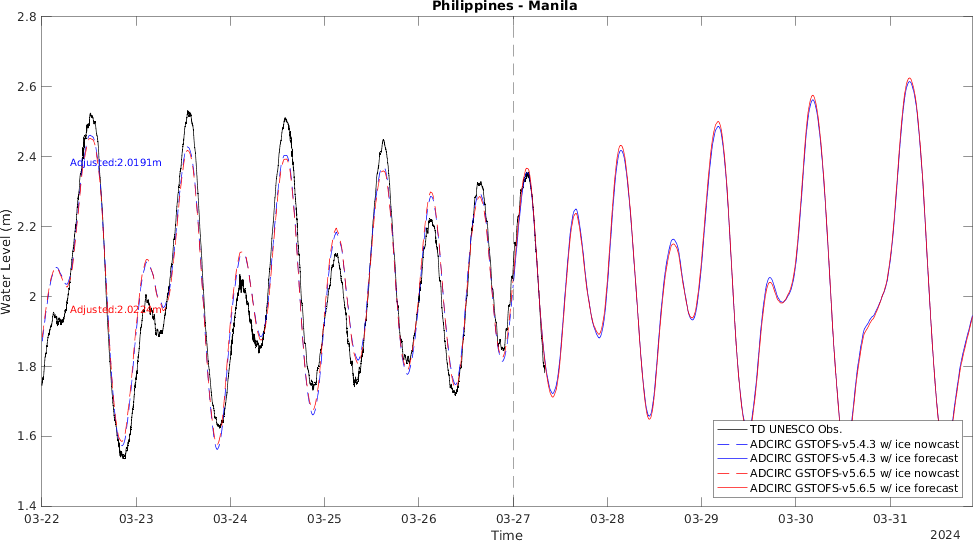 Philippines - Manila
2.8
2.6
2.4
2.2
2
1.8
1.6
1.4
Water Level (m)
Adjusted:2.0191m
Adjusted:2.0224m
TD UNESCO Obs.
ADCIRC GSTOFS-v5.4.3 w/ ice nowcast
ADCIRC GSTOFS-v5.4.3 w/ ice forecast
ADCIRC GSTOFS-v5.6.5 w/ ice nowcast
ADCIRC GSTOFS-v5.6.5 w/ ice forecast
03-22 03-23 03-24 03-25 03-26 03-27 03-28 03-29 03-30 03-31
Time
2024